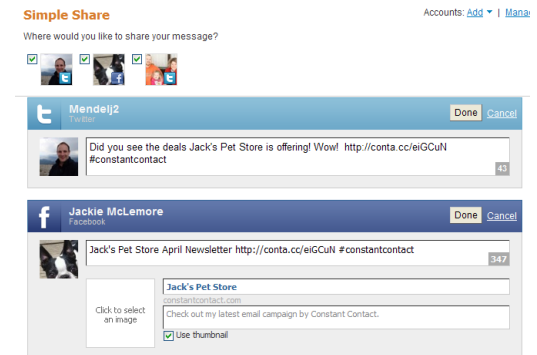 Simple Share
Accounts: Add | Mana
Where would you like to share your message?
Mendelj2
Twitter
Done Cancel
Did you see the deals Jack's Pet Store is offering! Wow! http://conta.cc/eiGCuN
#constantcontact
43
Jackie McLemore
Facebook
Done Cancel
Jack's Pet Store April Newsletter http://conta.cc/eiGCuN #constantcontact
347
Click to select
an image
Jack's Pet Store
constantcontact.com
Check out my latest email campaign by Constant Contact.
Use thumbnail